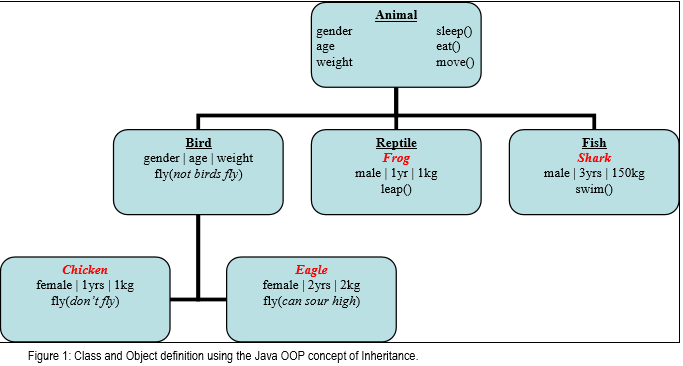 Animal
gender sleep()
age eat()
weight move()
Bird
gender | age | weight
fly(not birds fly)
Reptile
Frog
male | 1yr | 1kg
leap()
Fish
Shark
male | 3yrs | 150kg
swim()
Chicken
female | 1yrs | 1kg
fly(don't fly)
Eagle
female | 2yrs | 2kg
fly(can sour high)
Figure 1: Class and Object definition using the Java OOP concept of Inheritance.